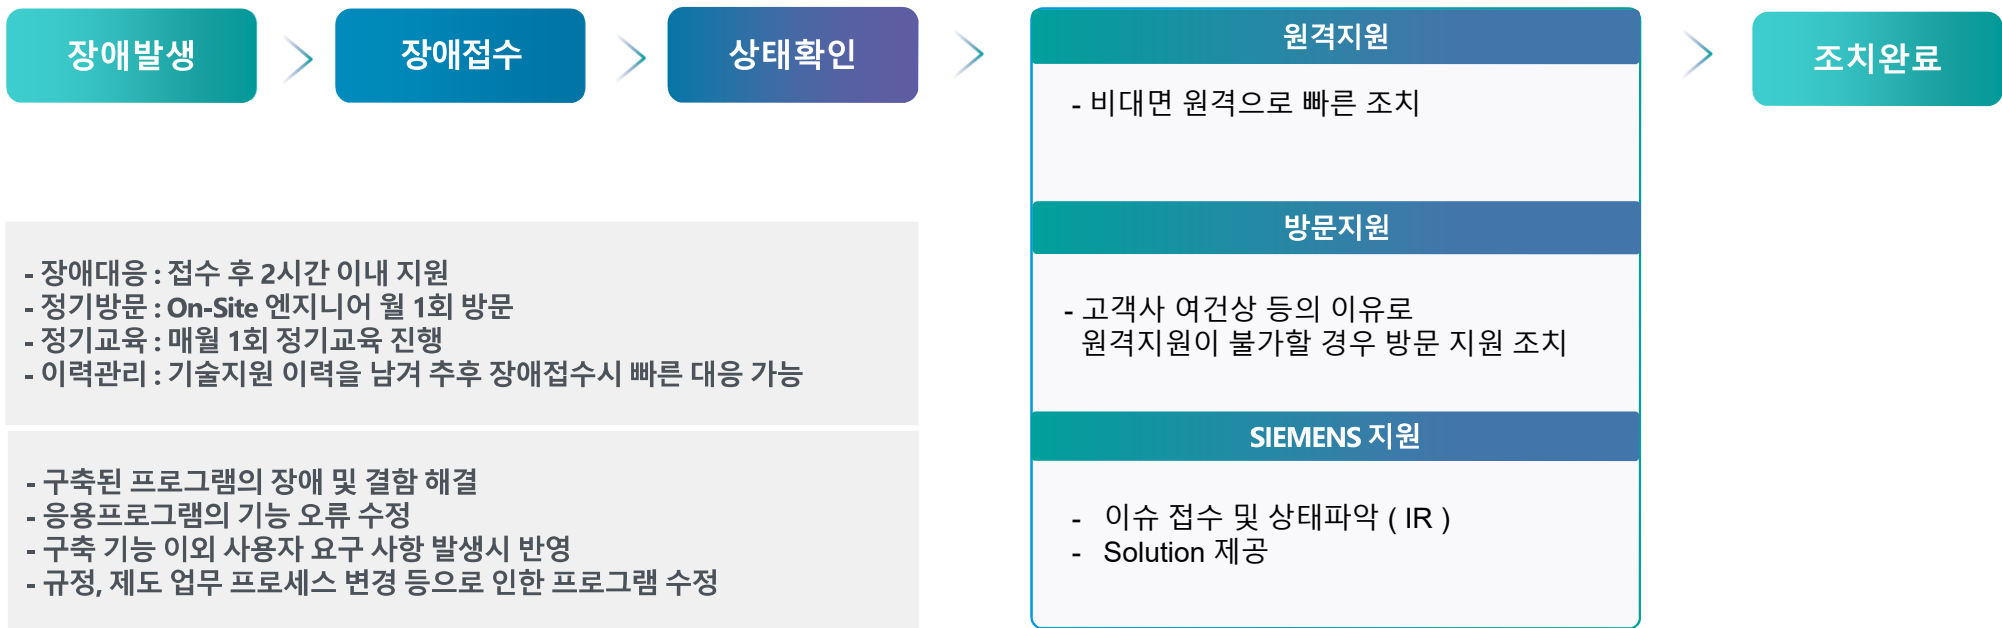 장애발생
장애접수
상태확인
원격지원
- 비대면 원격으로 빠른 조치
방문지원
- 고객사 여건상 등의 이유로
원격지원이 불가할 경우 방문 지원 조치
SIEMENS 지원
- 이슈 접수 및 상태파악 ( IR )
- Solution 제공
조치완료
- 장애대응 : 접수 후 2시간 이내 지원
- 정기방문 : On-Site 엔지니어 월 1회 방문
- 정기교육 : 매월 1회 정기교육 진행
- 이력관리 : 기술지원 이력을 남겨 추후 장애접수시 빠른 대응 가능
- 구축된 프로그램의 장애 및 결함 해결
- 응용프로그램의 기능 오류 수정
- 구축 기능 이외 사용자 요구 사항 발생시 반영
- 규정, 제도 업무 프로세스 변경 등으로 인한 프로그램 수정